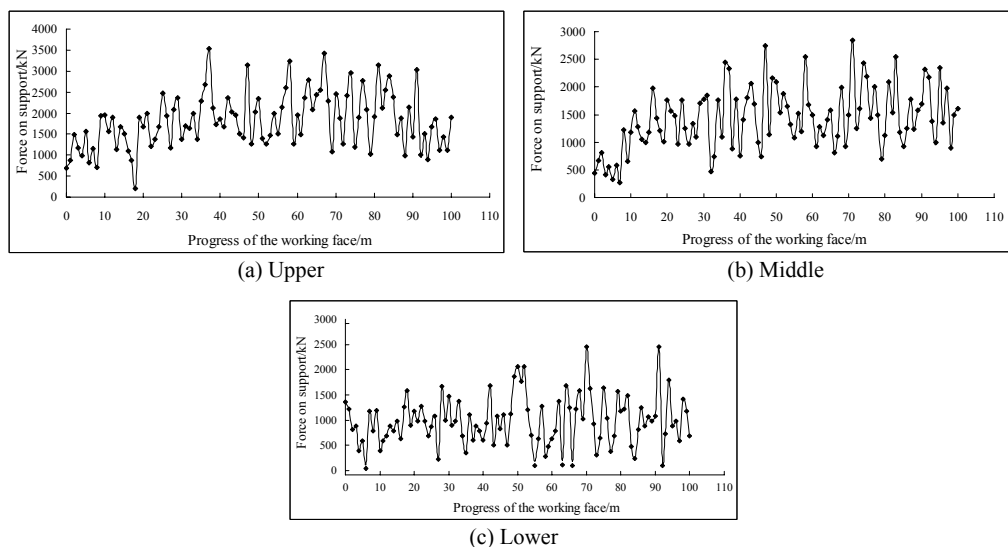 4000
3500
3000
2500
2000
1500
1000
500
0
Force on support/kN
0 10 20 30 40 50 60 70 80 90 100 110
Progress of the working face/m
(a) Upper
3000
2500
2000
1500
1000
500
0
Force on support/kN
0 10 20 30 40 50 60 70 80 90 100 110
Progress of the working face/m
(b) Middle
3000
2500
2000
1500
1000
500
0
Force on support/kN
0 10 20 30 40 50 60 70 80 90 100 110
Progress of the working face/m
(c) Lower